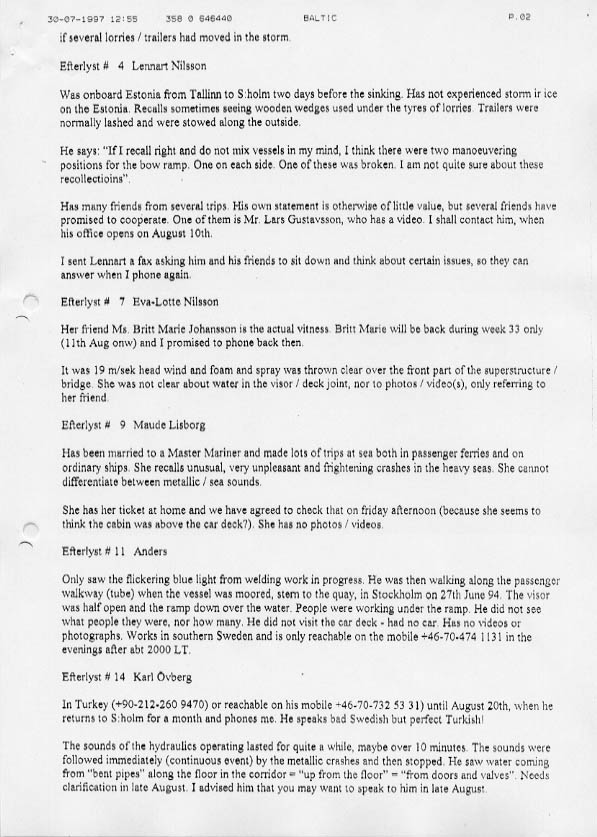 30-07-1997 12:55 358 0 646440 BALTIC P.02
if several lorries / trailers had moved in the storm.
Efterlyst # 4 Lennart Nilsson
Was onboard Estonia from Tallinn to S:holm two days before the sinking. Has not experienced storm ir ice
on the Estonia. Recalls sometimes seeing wooden wedges used under the tyres of lorries. Trailers were
normally lashed and were stowed along the outside.
He says: "If I recall right and do not mix vessels in my mind, I think there were two manoeuvering
positions for the bow ramp. One on each side. One of these was broken. I am not quite sure about these
recollectioins".
Has many friends from several trips. His own statement is otherwise of little value, but several friends have
promised to cooperate. One of them is Mr. Lars Gustavsson, who has a video. I shall contact him, when
his office opens on August 10th.
I sent Lennart a fax asking him and his friends to sit down and think about certain issues, so they can
answer when I phone again.
Efterlyst # 7 Eva-Lotte Nilsson
Her friend Ms. Britt Marie Johansson is the actual vitness. Britt Marie will be back during week 33 only
(11th Aug onw) and I promised to phone back then.
It was 19 m/sek head wind and foam and spray was thrown clear over the front part of the superstructure /
bridge. She was not clear about water in the visor / deck joint, nor to photos / video(s), only referring to
her friend.
Efterlyst # 9 Maude Lisborg
Has been married to a Master Mariner and made lots of trips at sea both in passenger ferries and on
ordinary ships. She recalls unusual, very unpleasant and frightening crashes in the heavy seas. She cannot
differentiate between metallic / sea sounds.
She has her ticket at home and we have agreed to check that on friday afternoon (because she seems to
think the cabin was above the car deck?). She has no photos / videos.
Efterlyst # 11 Anders
Only saw the flickering blue light from welding work in progress. He was then walking along the passenger
walkway (tube) when the vessel was moored, stem to the quay, in Stockholm on 27th June 94. The visor
was half open and the ramp down over the water. People were working under the ramp. He did not see
what people they were, nor how many. He did not visit the car deck - had no car. Has no videos or
photographs. Works in southern Sweden and is only reachable on the mobile +46-70-474 1131 in the
evenings after abt 2000 LT.
Efterlyst # 14 Karl Övberg
In Turkey (+90-212-260 9470) or reachable on his mobile +46-70-732 53 31) until August 20th, when he
returns to S:holm for a month and phones me. He speaks bad Swedish but perfect Turkish!
The sounds of the hydraulics operating lasted for quite a while, maybe over 10 minutes. The sounds were
followed immediately (continuous event) by the metallic crashes and then stopped. He saw water coming
from "bent pipes" along the floor in the corridor = "up from the floor" = "from doors and valves". Needs
clarification in late August. I advised him that you may want to speak to him in late August.